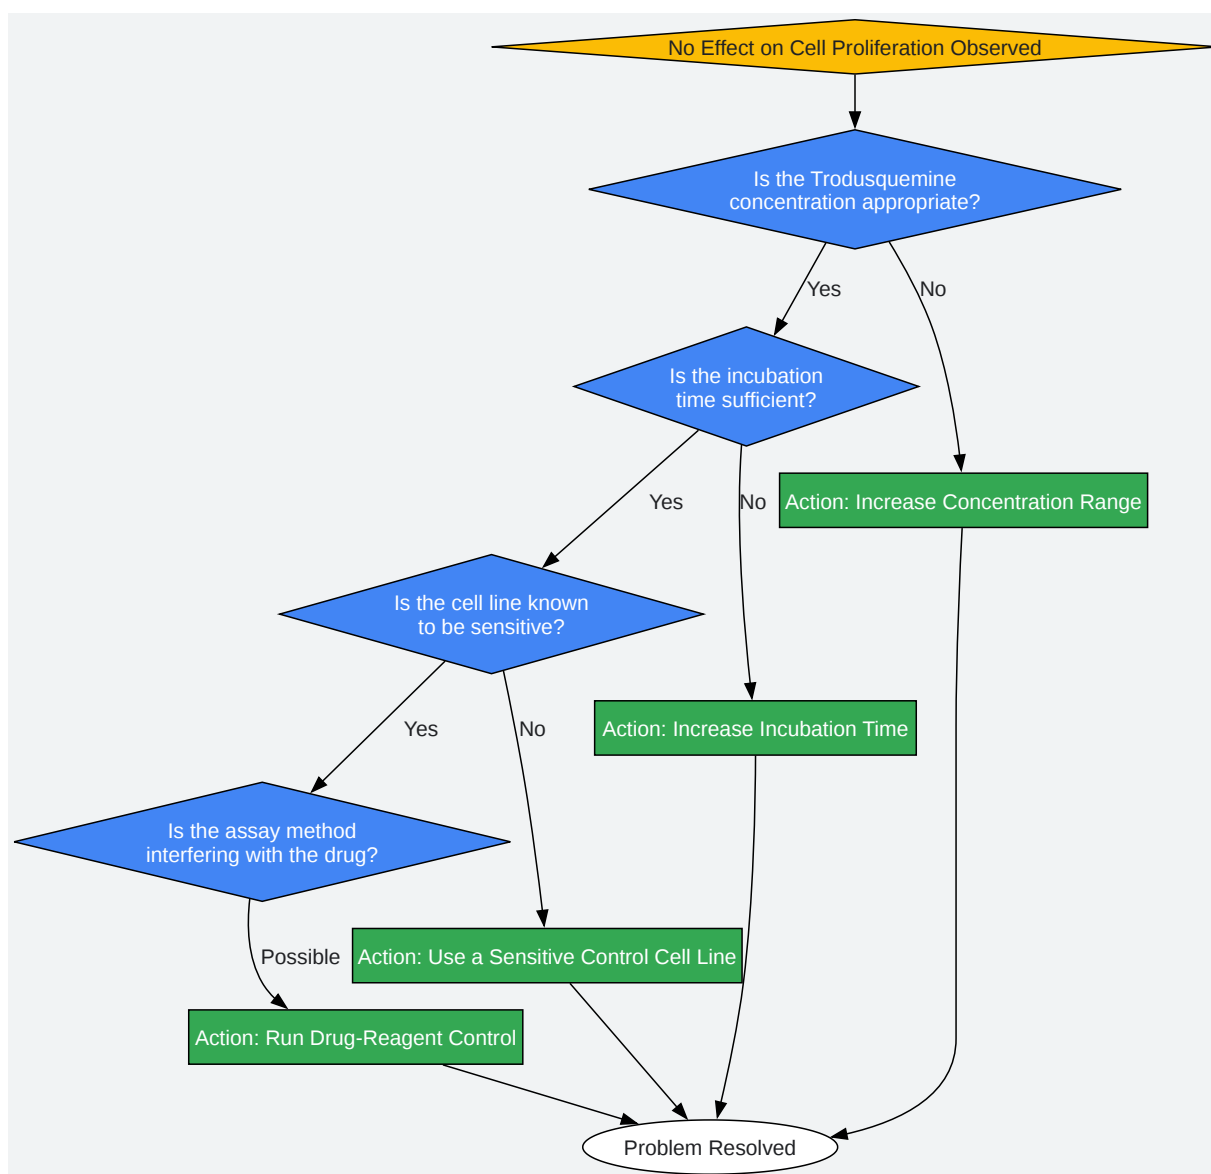 No Effect on Cell Proliferation Observed
Is the Trodusquemine
concentration appropriate?
Yes
No
Is the incubation
time sufficient?
Yes
No
Action: Increase Concentration Range
Is the cell line known
to be sensitive?
Yes
No
Action: Increase Incubation Time
Is the assay method
interfering with the drug?
Possible
Action: Use a Sensitive Control Cell Line
Action: Run Drug-Reagent Control
Problem Resolved